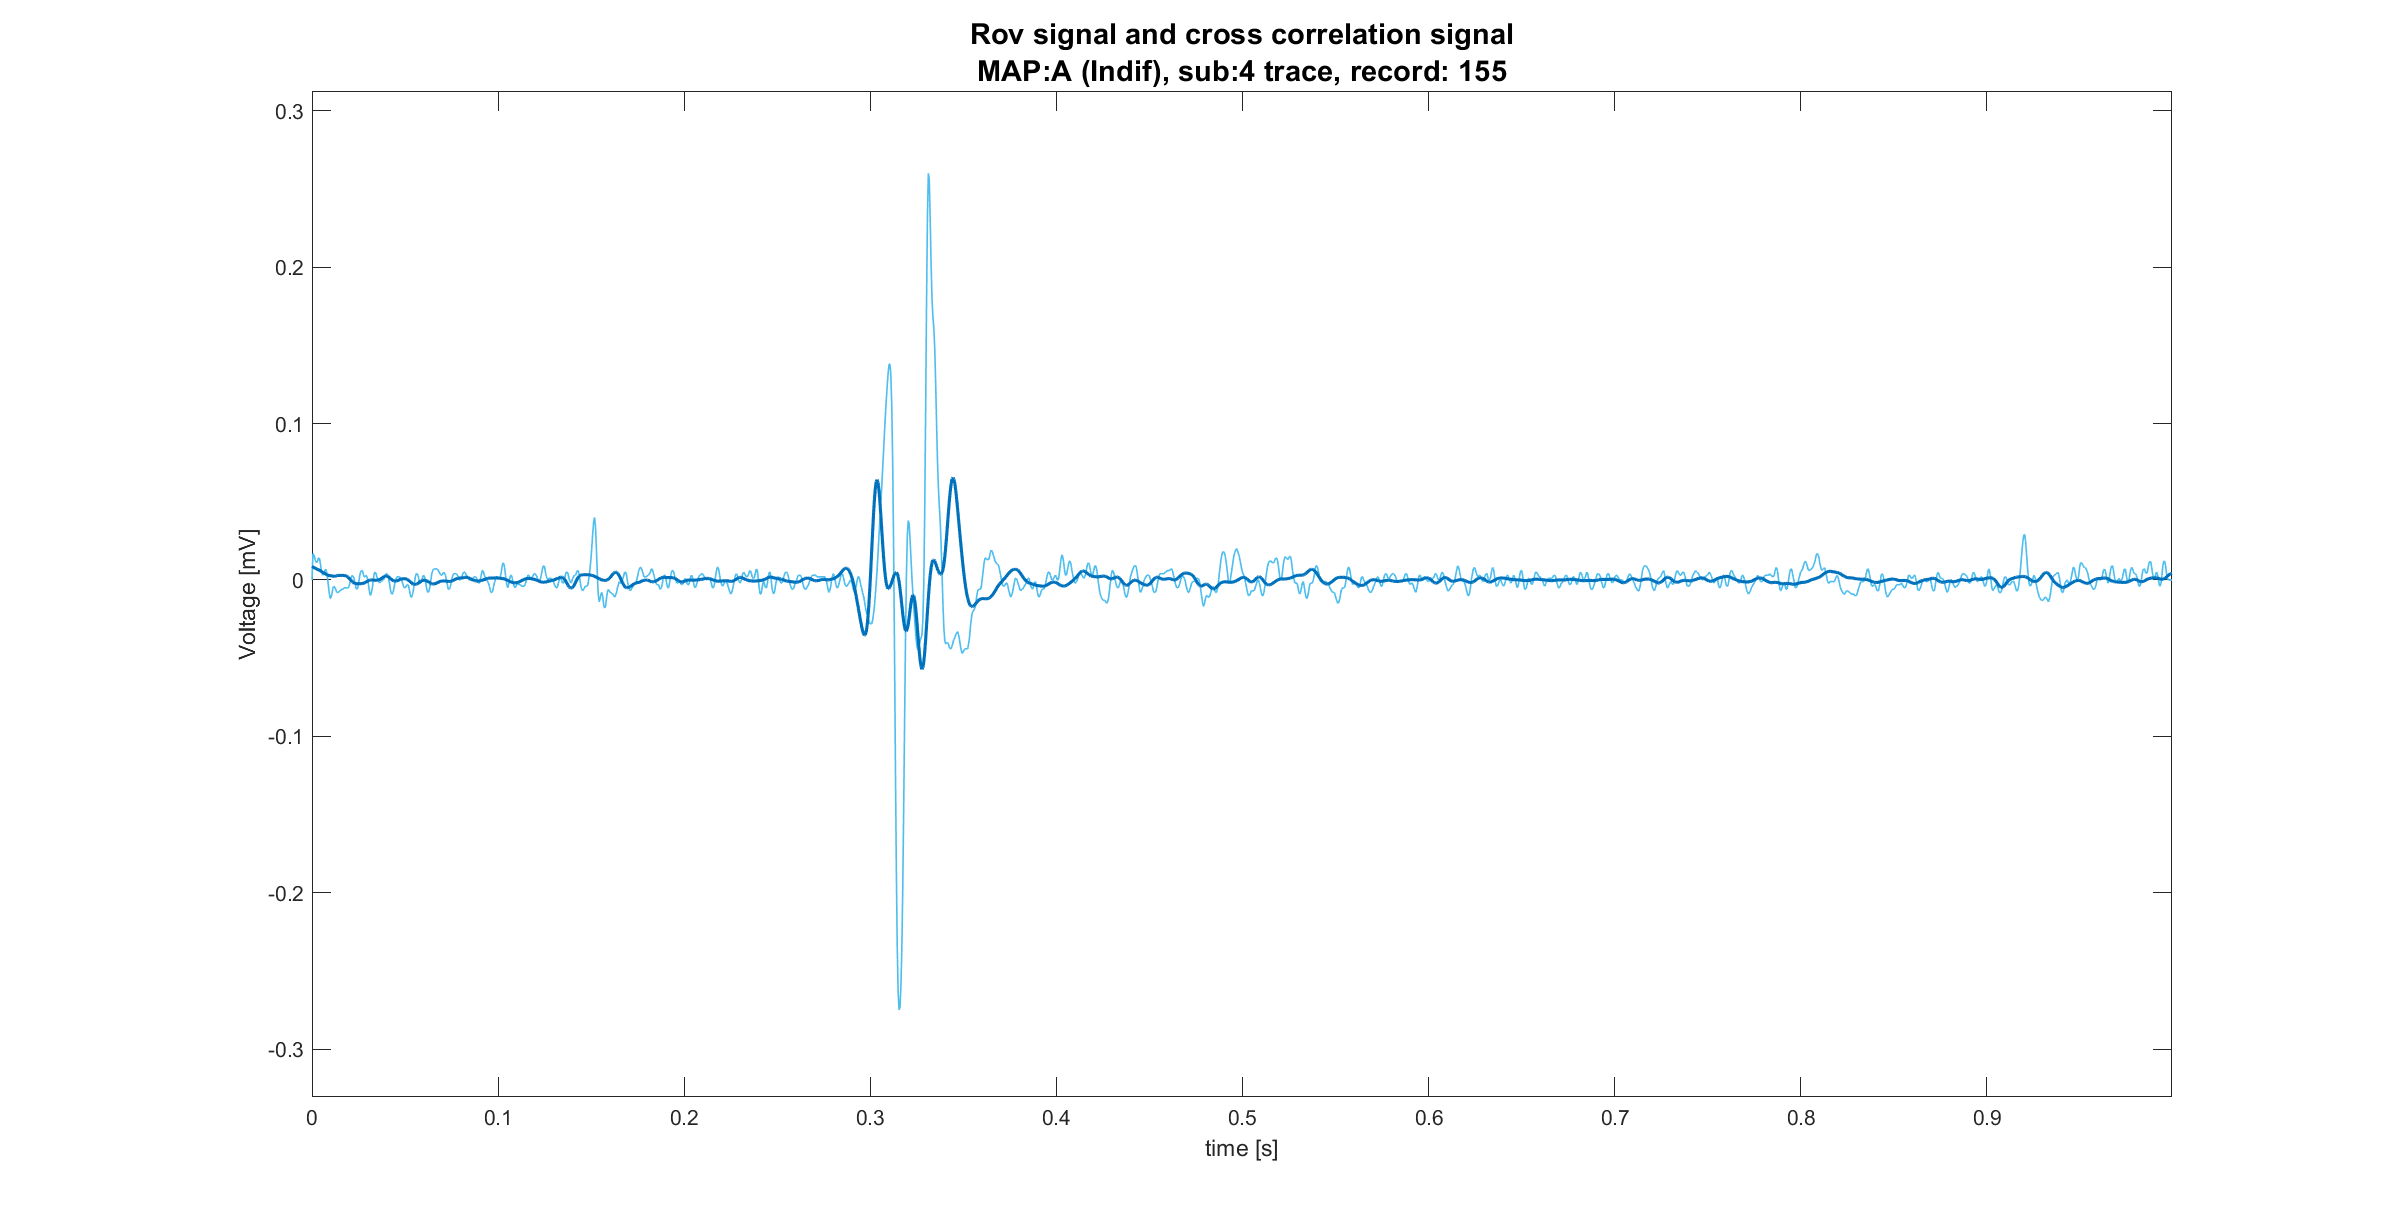 Rov signal and cross correlation signal
MAP:A (Indif), sub:4 trace, record: 155
0.3
0.2
0.1
0
-0.1
-0.2
-0.3
Voltage [mV]
0 0.1 0.2 0.3 0.4 0.5 0.6 0.7 0.8 0.9
time [s]